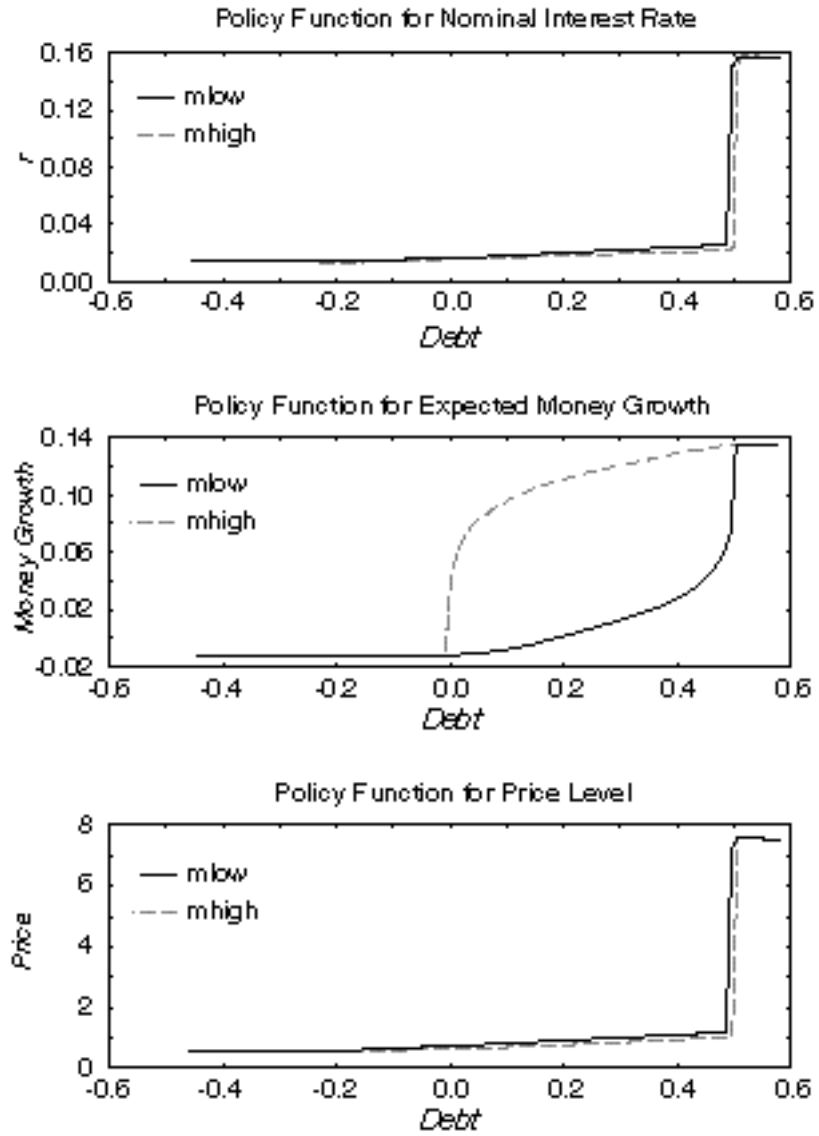 Policy Function for Nominal Interest Rate
0.16
mlow
0.12
mhigh
r
0.08
0.04
0.00
-0.6
-0.4
-0.2
0.0
0.2
0.4
0.6
Debt
Policy Function for Expected Money Growth
0.14
mlow
0.10
mhigh
Money Growth
0.06
0.02
-0.02
-0.6
-0.4
-0.2
0.0
0.2
0.4
0.6
Debt
Policy Function for Price Level
8
mlow
6
mhigh
Price
4
2
0
-0.6
-0.4
-0.2
0.0
0.2
0.4
0.6
Debt